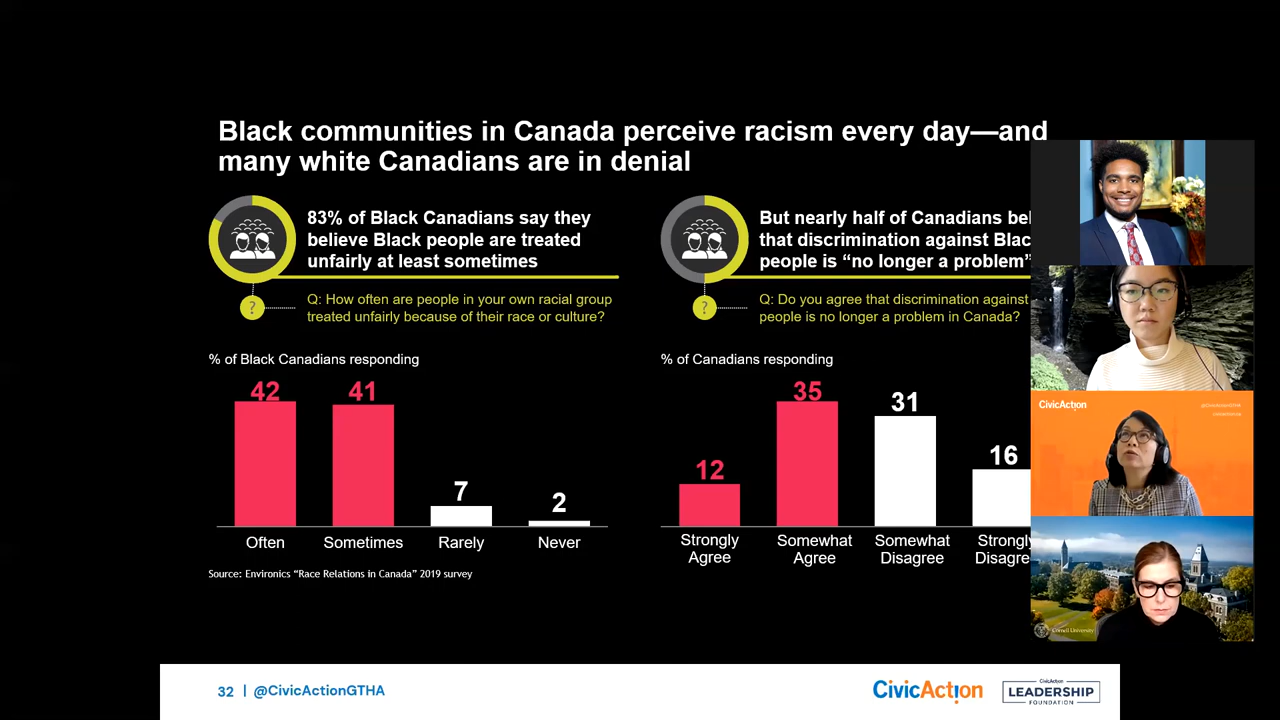 Black communities in Canada perceive racism every day—and
many white Canadians are in denial
83% of Black Canadians say they
believe Black people are treated
unfairly at least sometimes
? Q: How often are people in your own racial group
treated unfairly because of their race or culture?
% of Black Canadians responding
42
41
7
2
Often
Sometimes
Rarely
Never
Source: Environics “Race Relations in Canada” 2019 survey
But nearly half of Canadians bel
that discrimination against Blac
people is “no longer a problem”
? Q: Do you agree that discrimination against
people is no longer a problem in Canada?
% of Canadians responding
12
35
31
16
Strongly
Agree
Somewhat
Agree
Somewhat
Disagree
Strongly
Disagre
CivicAction
@CivicActionGTHA
Cornell University
32 | @CivicActionGTHA
CivicAction
CivicAction
LEADERSHIP
FOUNDATION